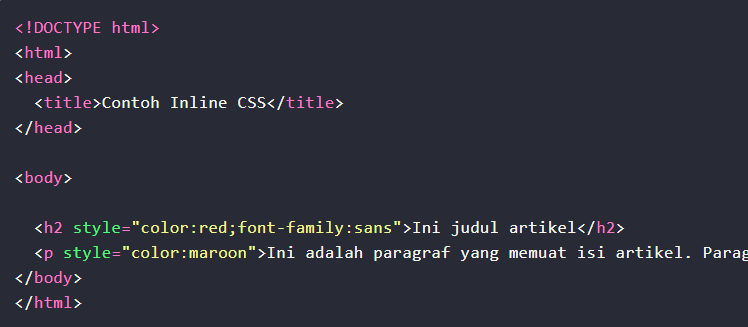 <!DOCTYPE html>
<html>
<head>
  <title>Contoh Inline CSS</title>
</head>
<body>
  <h2 style="color:red;font-family:sans">Ini judul artikel</h2>
  <p style="color:maroon">Ini adalah paragraf yang memuat isi artikel. Parag
</body>
</html>